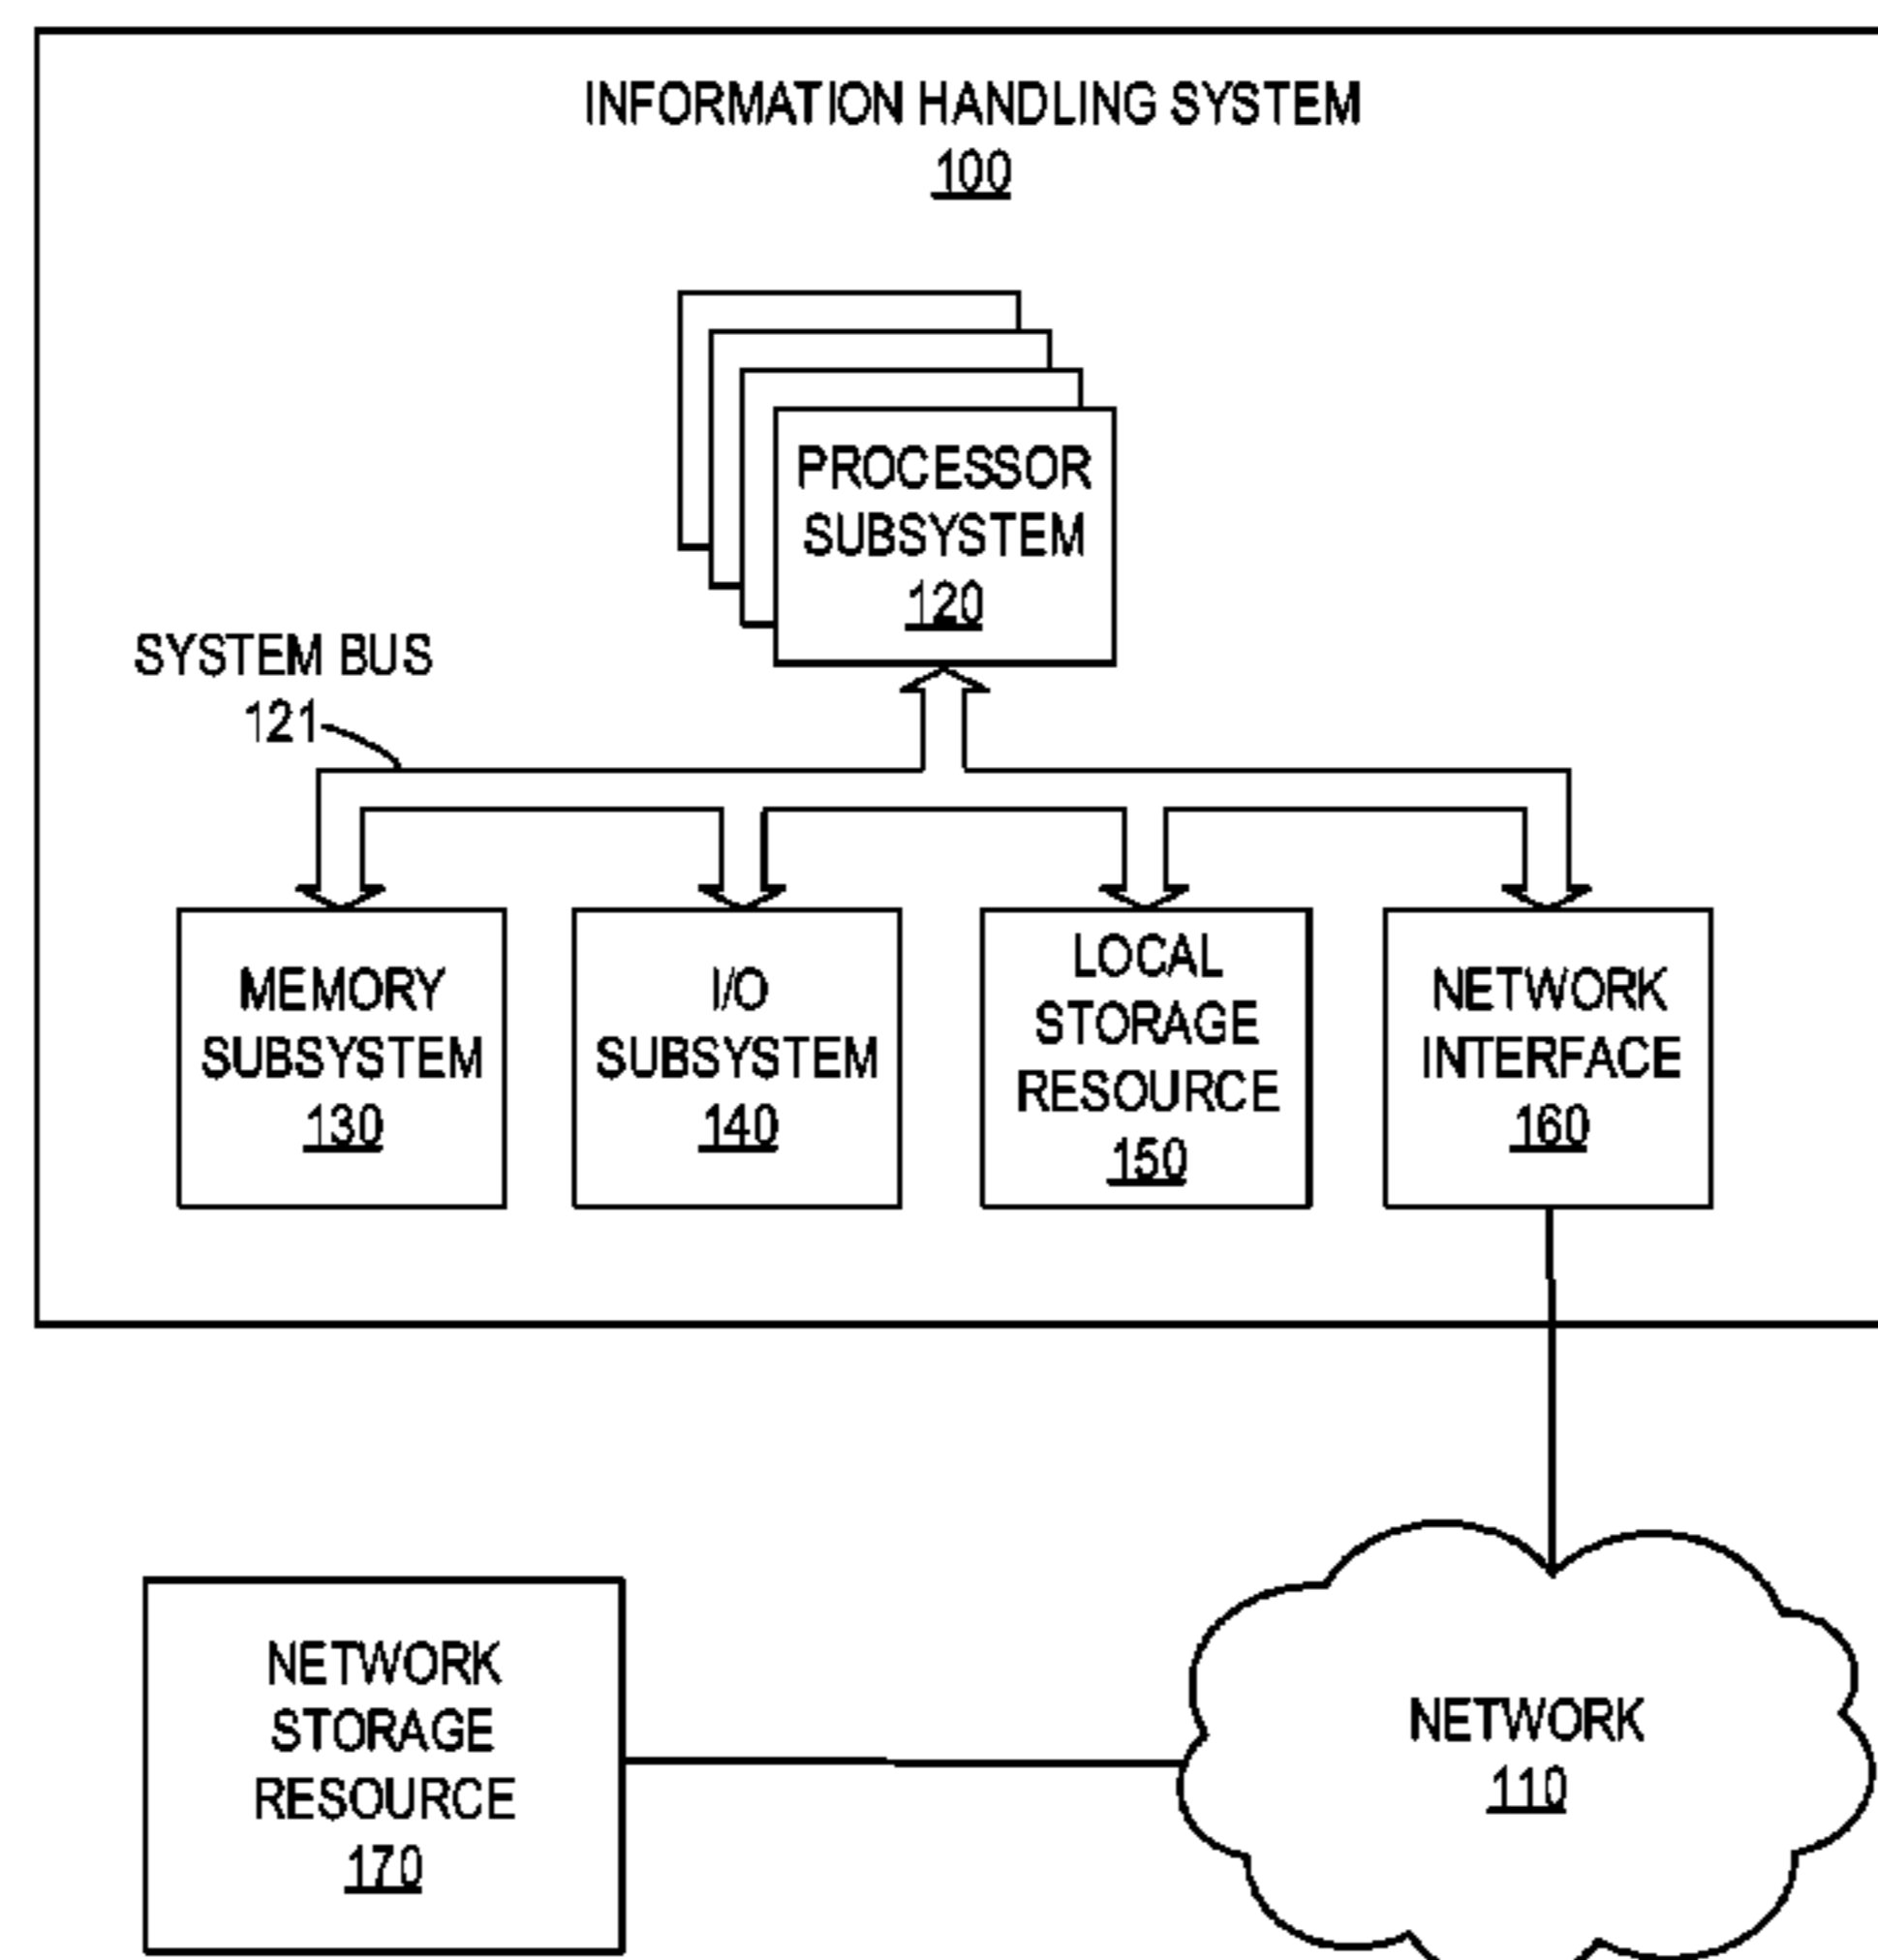 INFORMATION HANDLING SYSTEM
100
PROCESSOR
SUBSYSTEM
120
SYSTEM BUS
121
MEMORY
SUBSYSTEM
130
I/O
SUBSYSTEM
140
LOCAL
STORAGE
RESOURCE
150
NETWORK
INTERFACE
160
NETWORK
STORAGE
RESOURCE
170
NETWORK
110